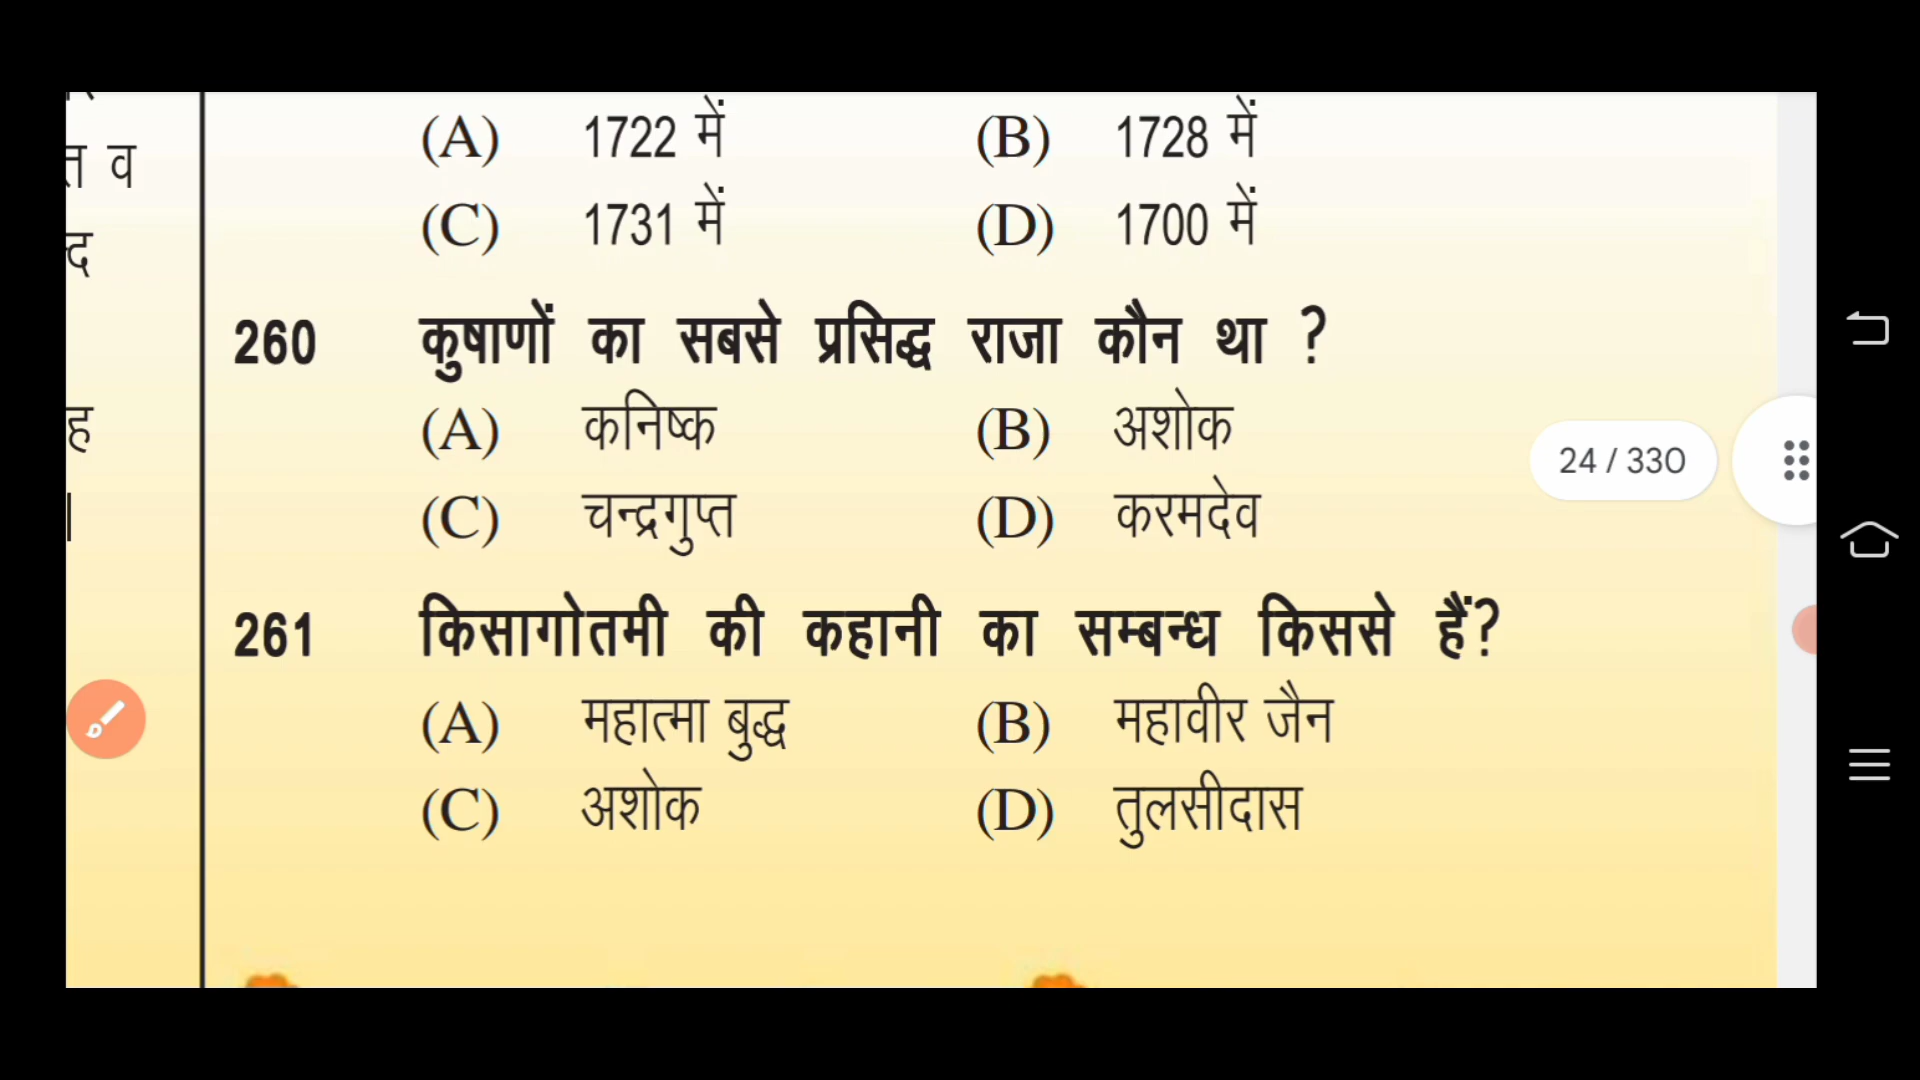 (A) 1722 में (B) 1728 में
त व
(C) 1731 में (D) 1700 में
द
260 कुषाणों का सबसे प्रसिद्ध राजा कौन था ?
(A) कनिष्क (B) अशोक
ह
24 / 330
(C) चन्द्रगुप्त (D) करमदेव
।
261 किसागोतमी की कहानी का सम्बन्ध किससे हैं?
(A) महात्मा बुद्ध (B) महावीर जैन
(C) अशोक (D) तुलसीदास